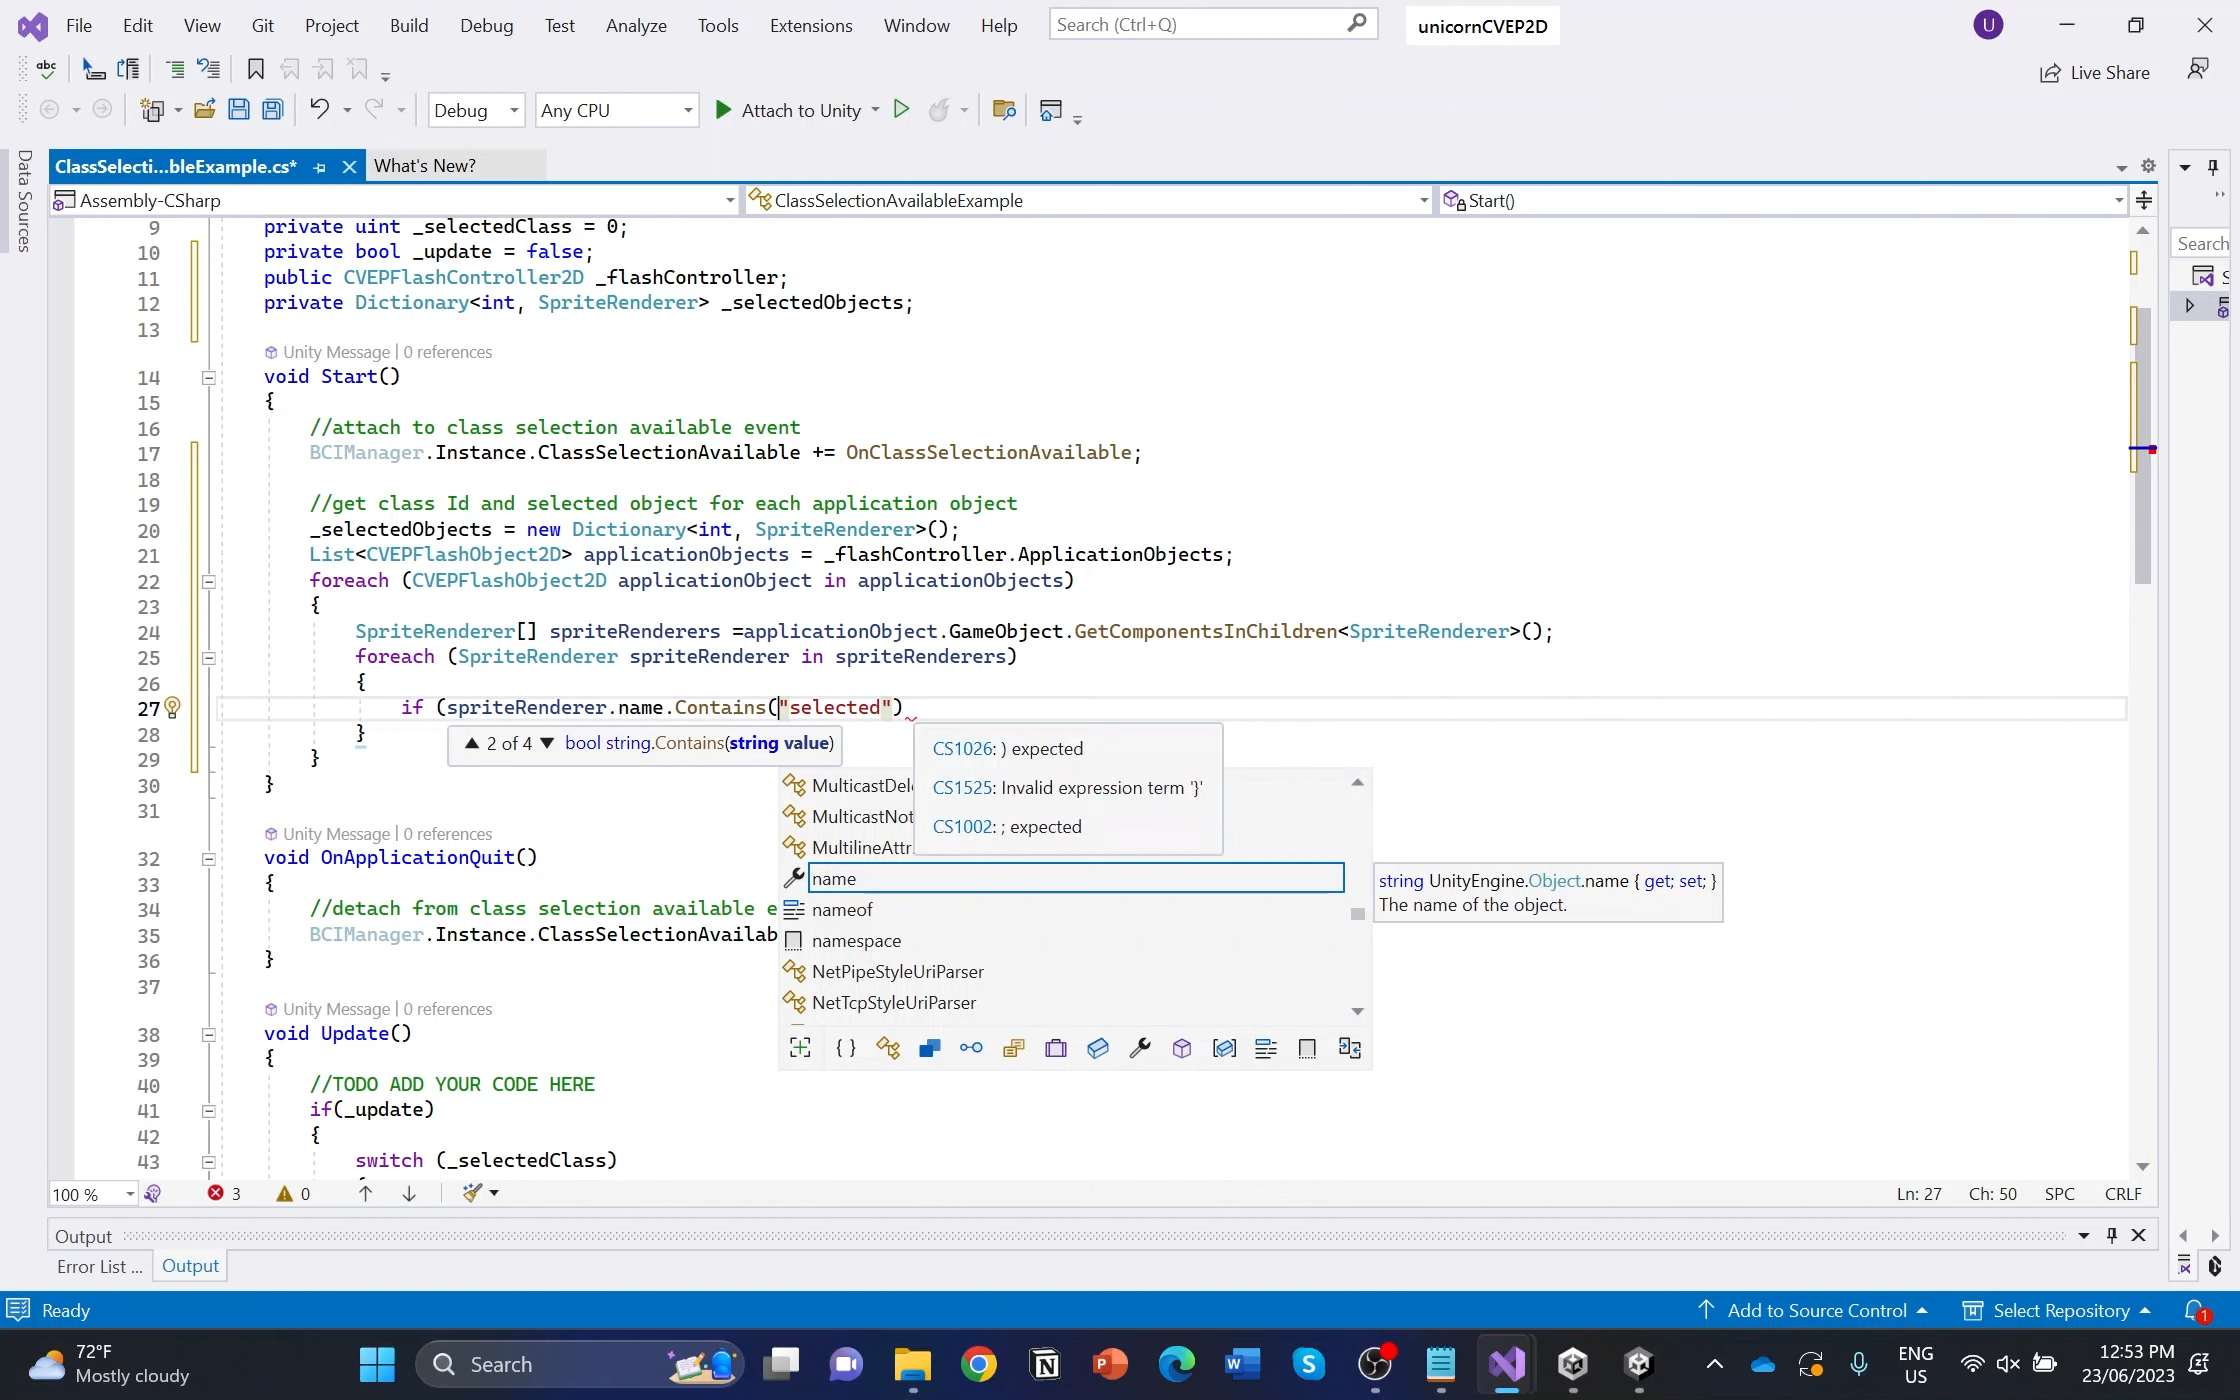 File Edit View Git Project Build Debug Test Analyze Tools Extensions Window Help Search (Ctrl+Q) unicornCVEP2D U
abc Live Share
Debug Any CPU Attach to Unity
Data Sources
ClassSelecti...bleExample.cs* What's New?
Assembly-CSharp ClassSelectionAvailableExample Start()
9 private uint _selectedClass = 0;
10 private bool _update = false;
Search
11 public CVEPFlashController2D _flashController;
12 private Dictionary<int, SpriteRenderer> _selectedObjects;
13
Unity Message | 0 references
14 void Start()
15 {
16 //attach to class selection available event
17 BCIManager.Instance.ClassSelectionAvailable += OnClassSelectionAvailable;
18
19 //get class Id and selected object for each application object
20 _selectedObjects = new Dictionary<int, SpriteRenderer>();
21 List<CVEPFlashObject2D> applicationObjects = _flashController.ApplicationObjects;
22 foreach (CVEPFlashObject2D applicationObject in applicationObjects)
23 {
24 SpriteRenderer[] spriteRenderers =applicationObject.GameObject.GetComponentsInChildren<SpriteRenderer>();
25 foreach (SpriteRenderer spriteRenderer in spriteRenderers)
26 {
27 if (spriteRenderer.name.Contains("selected")
28 }
2 of 4 bool string.Contains(string value)
CS1026: ) expected
CS1525: Invalid expression term '}'
CS1002: ; expected
29 }
30 }
31
MulticastDel
MulticastNot
MultilineAttr
name
nameof
namespace
NetPipeStyleUriParser
NetTcpStyleUriParser
string UnityEngine.Object.name { get; set; }
The name of the object.
Unity Message | 0 references
32 void OnApplicationQuit()
33 {
34 //detach from class selection available e
35 BCIManager.Instance.ClassSelectionAvailab
36 }
37
Unity Message | 0 references
38 void Update()
39 {
40 //TODO ADD YOUR CODE HERE
41 if(_update)
42 {
43 switch (_selectedClass)
100 % 3 0 Ln: 27 Ch: 50 SPC CRLF
Output
Error List ... Output
Ready Add to Source Control Select Repository 1
72°F
Mostly cloudy
Search
ENG
US
12:53 PM
23/06/2023